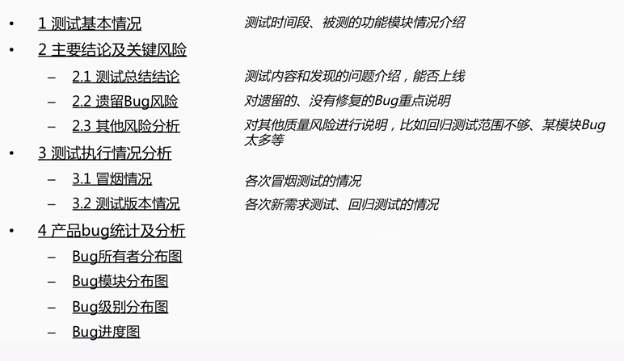 • 1 测试基本情况 测试时间段、被测的功能模块情况介绍
• 2 主要结论及关键风险
– 2.1 测试总结结论 测试内容和发现的问题介绍，能否上线
– 2.2 遗留Bug风险 对遗留的、没有修复的Bug重点说明
– 2.3 其他风险分析 对其他质量风险进行说明，比如回归测试范围不够、某模块Bug
太多等
• 3 测试执行情况分析
– 3.1 冒烟情况 各次冒烟测试的情况
– 3.2 测试版本情况 各次新需求测试、回归测试的情况
• 4 产品bug统计及分析
– Bug所有者分布图
– Bug模块分布图
– Bug级别分布图
– Bug进度图